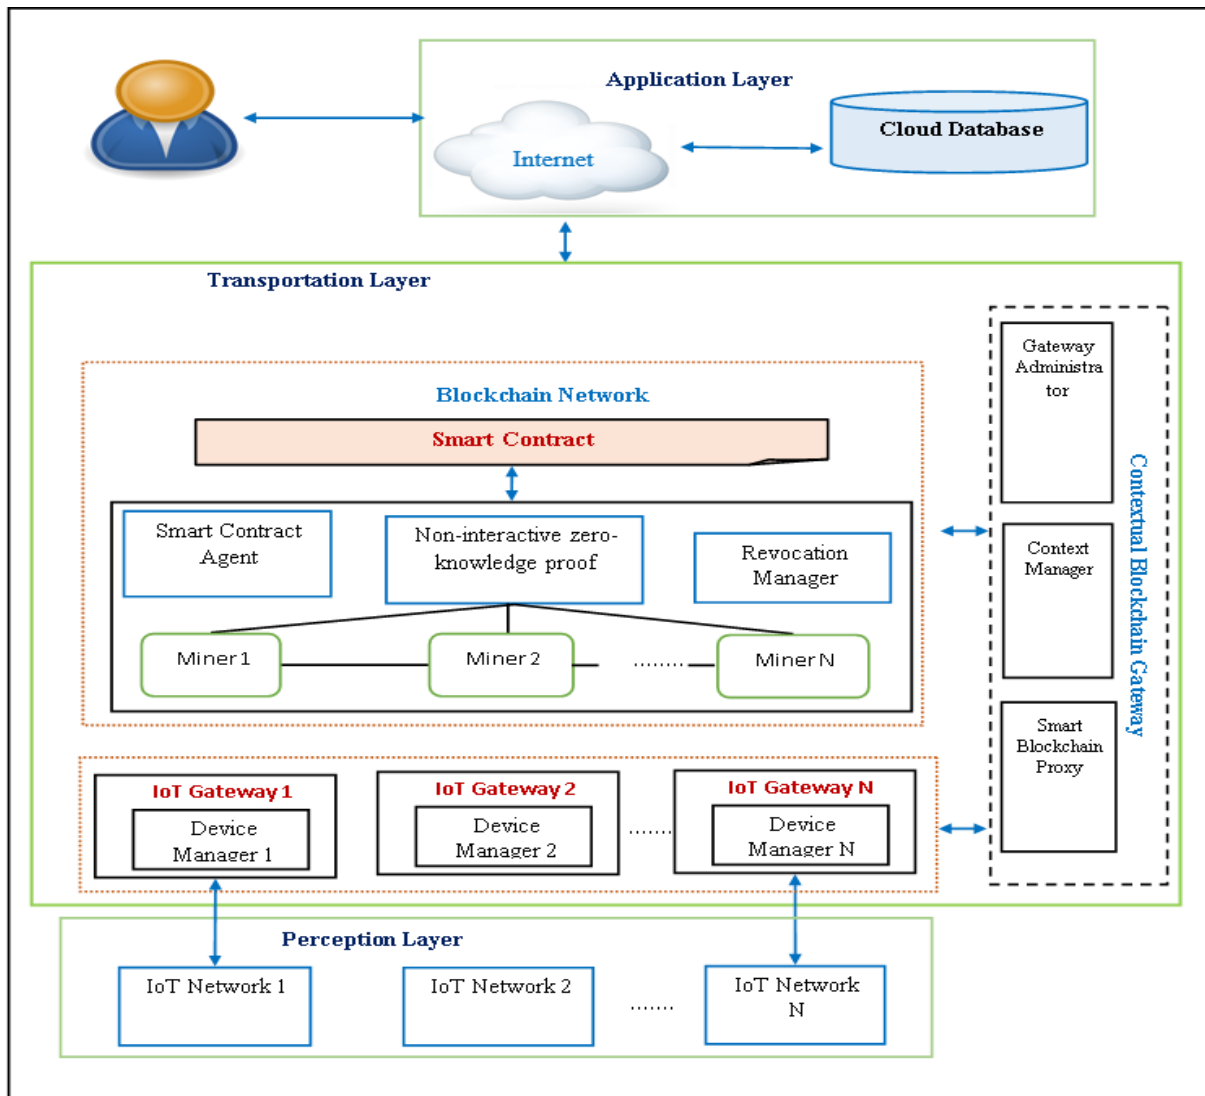 Application Layer
Internet
Cloud Database
Transportation Layer
Blockchain Network
Smart Contract
Smart Contract
Agent
Non-interactive zero-
knowledge proof
Revocation
Manager
Miner 1
Miner 2
........
Miner N
Gateway
Administra
tor
Context
Manager
Smart
Blockchain
Proxy
Contextual Blockchain Gateway
IoT Gateway 1
Device
Manager 1
IoT Gateway 2
Device
Manager 2
.......
IoT Gateway N
Device
Manager N
Perception Layer
IoT Network 1
IoT Network 2
.......
IoT Network
N